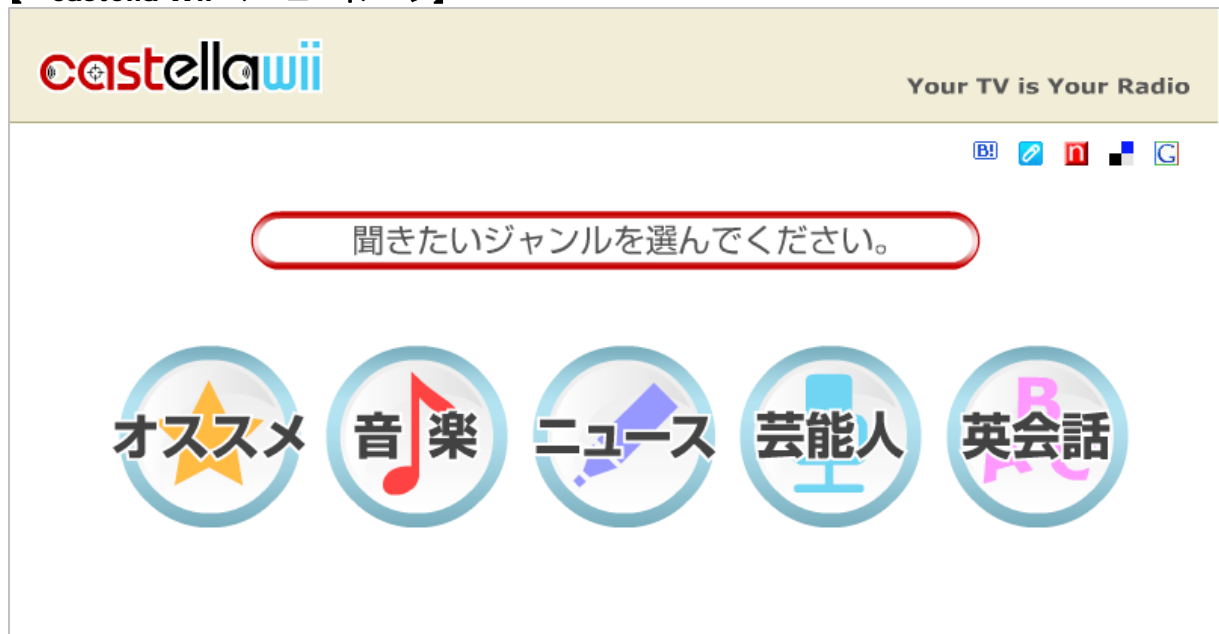 castellawii
Your TV is Your Radio
B! n G
聞きたいジャンルを選んでください。
オススメ 音楽 ニュース 芸能人 英会話
A B C